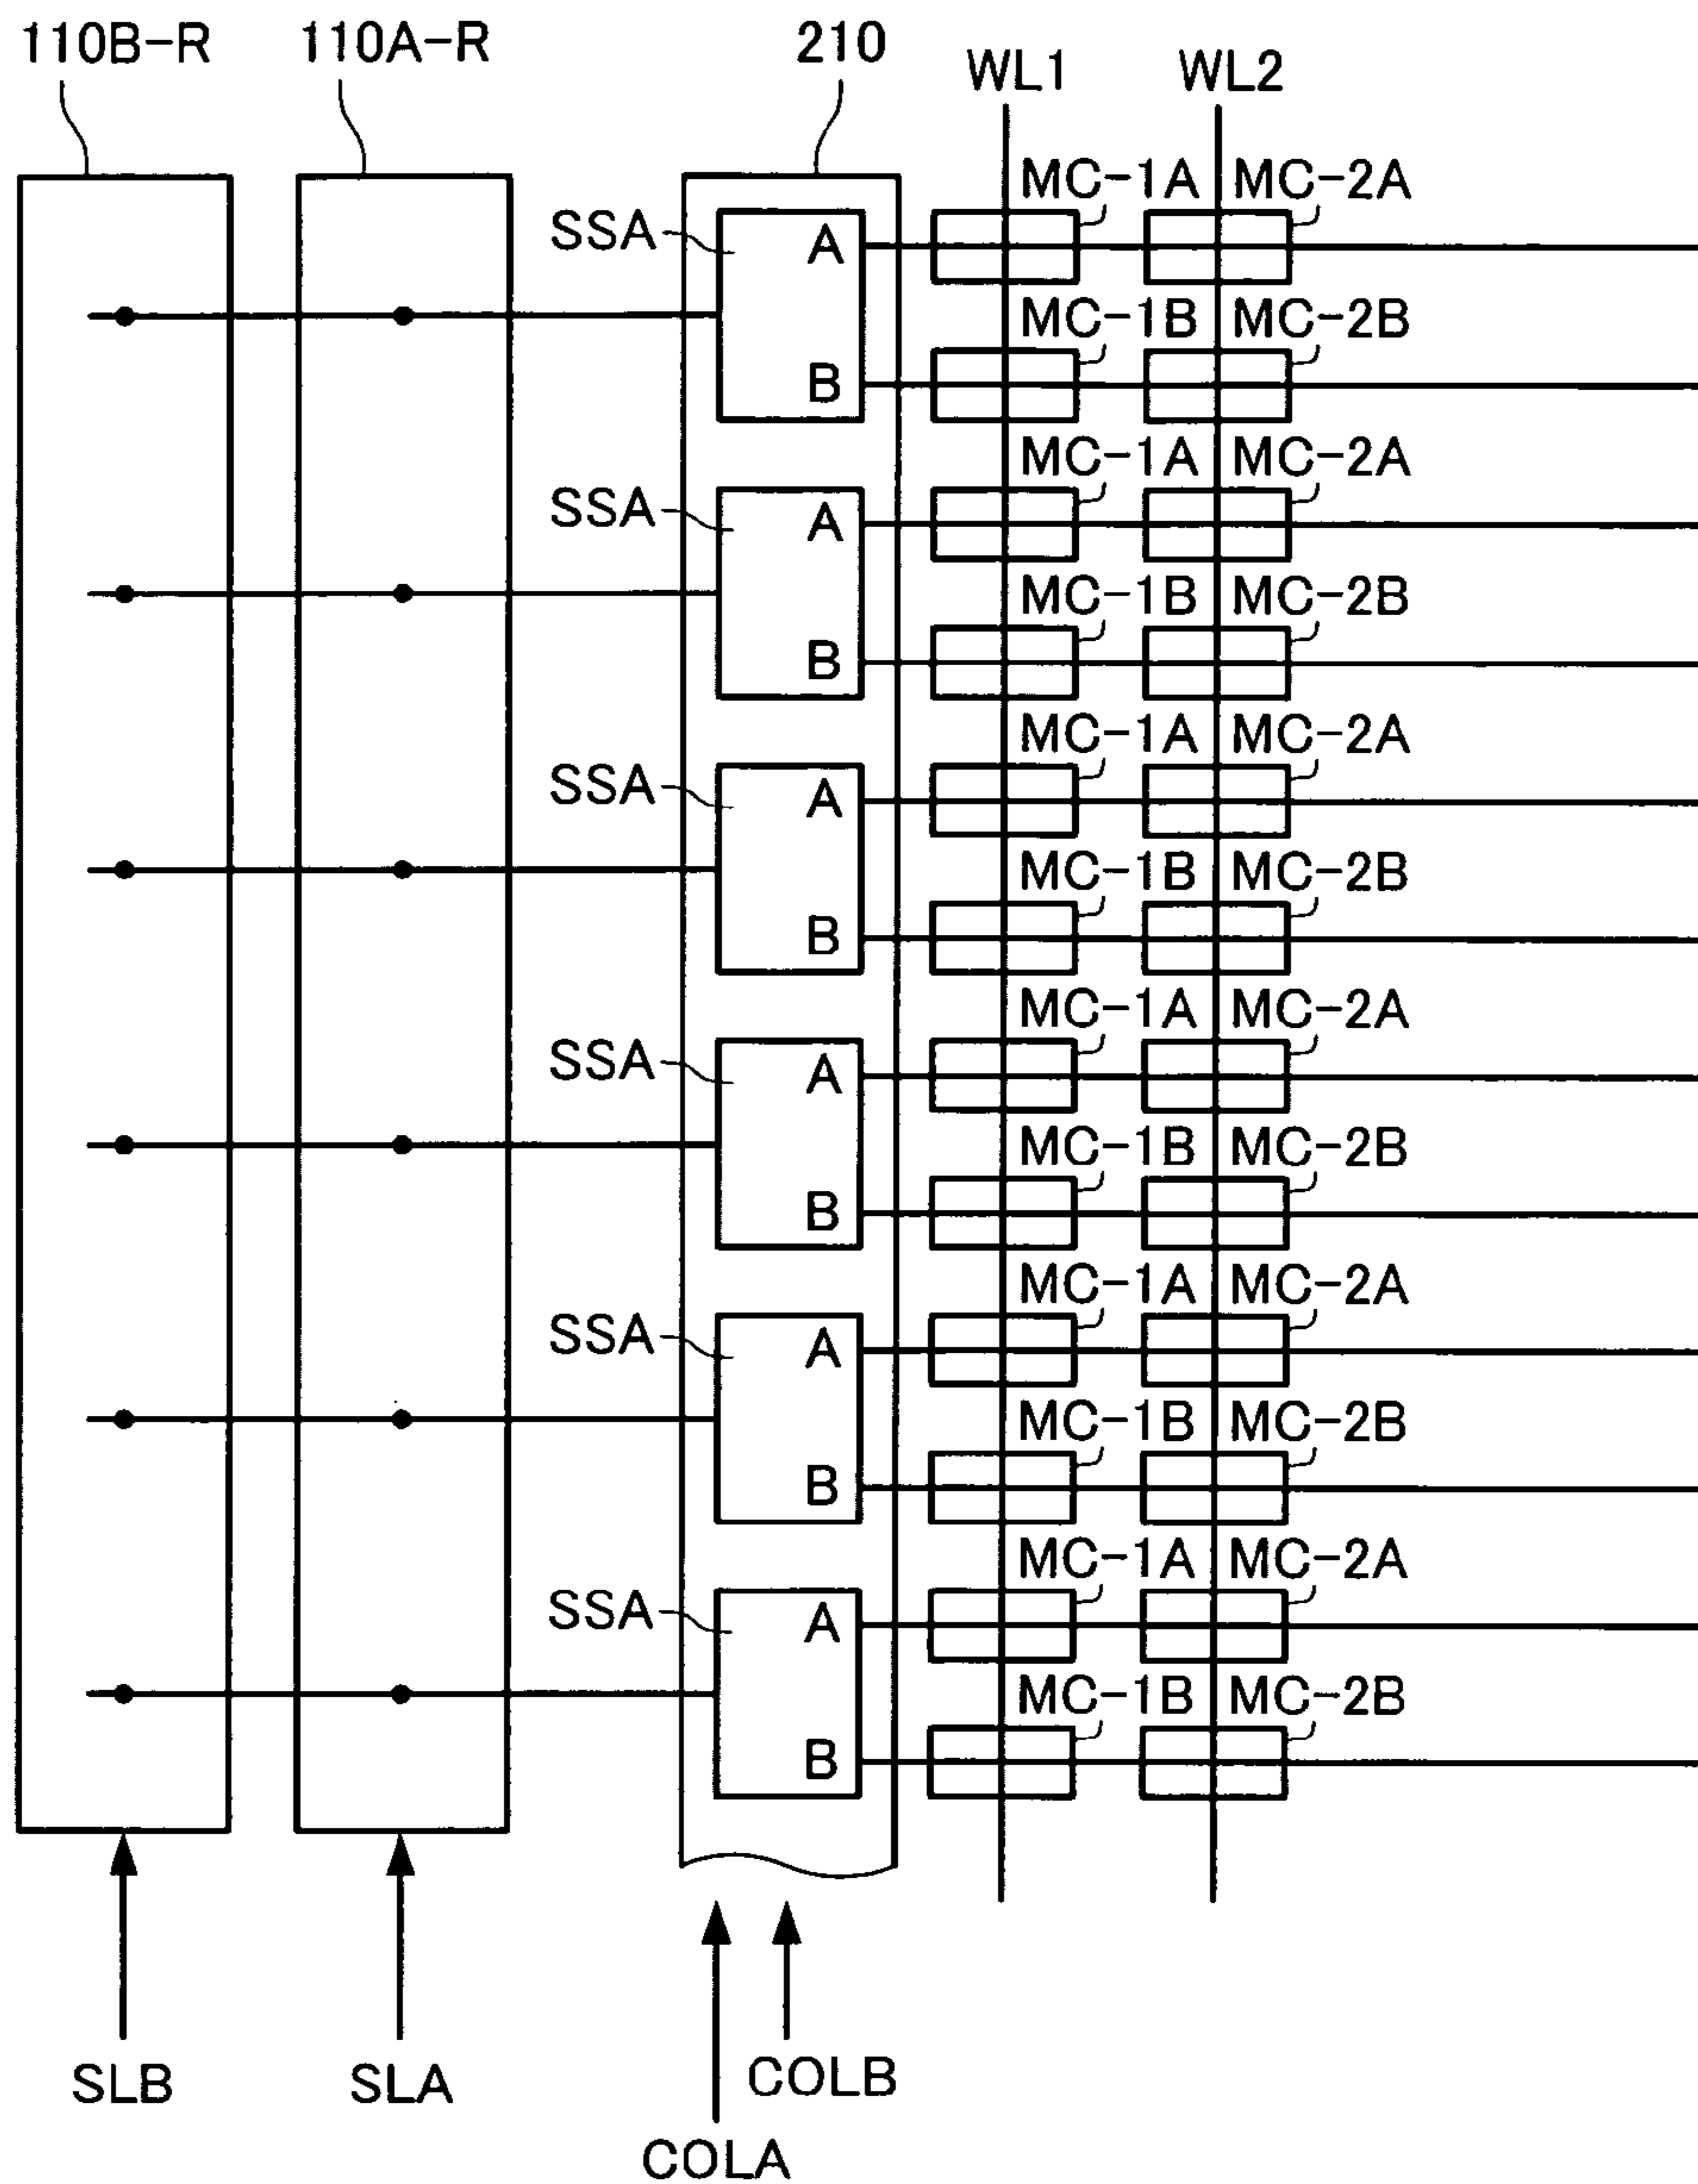 110B-R 110A-R 210 WL1 WL2
MC-1A MC-2A
SSA A
MC-1B MC-2B
B
MC-1A MC-2A
SSA A
MC-1B MC-2B
B
MC-1A MC-2A
SSA A
MC-1B MC-2B
B
MC-1A MC-2A
SSA A
MC-1B MC-2B
B
MC-1A MC-2A
SSA A
MC-1B MC-2B
B
MC-1A MC-2A
SSA A
MC-1B MC-2B
B
SLB SLA COLB
COLA